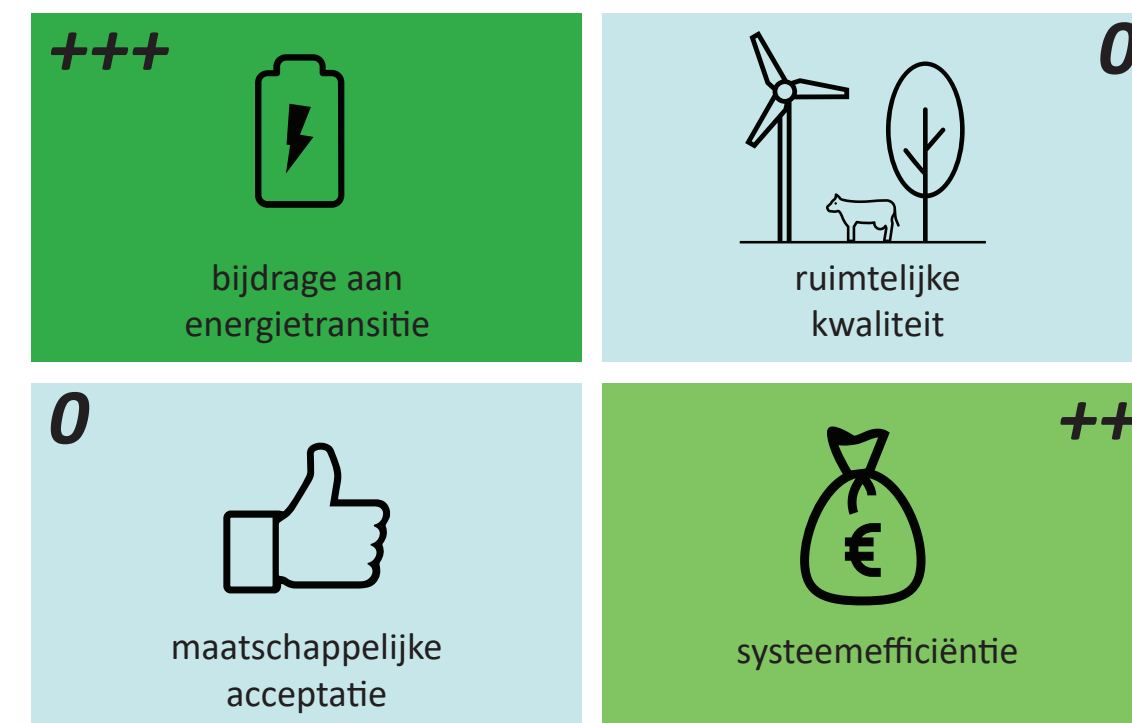 +++
bijdrage aan
energietransitie
0
ruimtelijke
kwaliteit
0
maatschappelijke
acceptatie
++
€
systeemefficiëntie